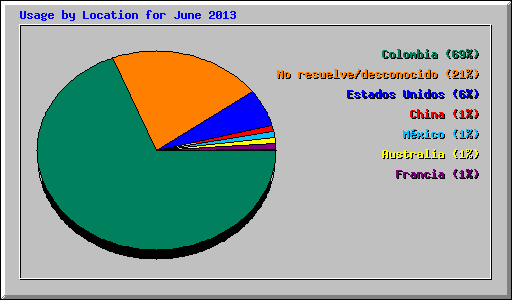 Usage by Location for June 2013
Colombia (69%)
No resuelve/desconocido (21%)
Estados Unidos (6%)
China (1%)
México (1%)
Australia (1%)
Francia (1%)